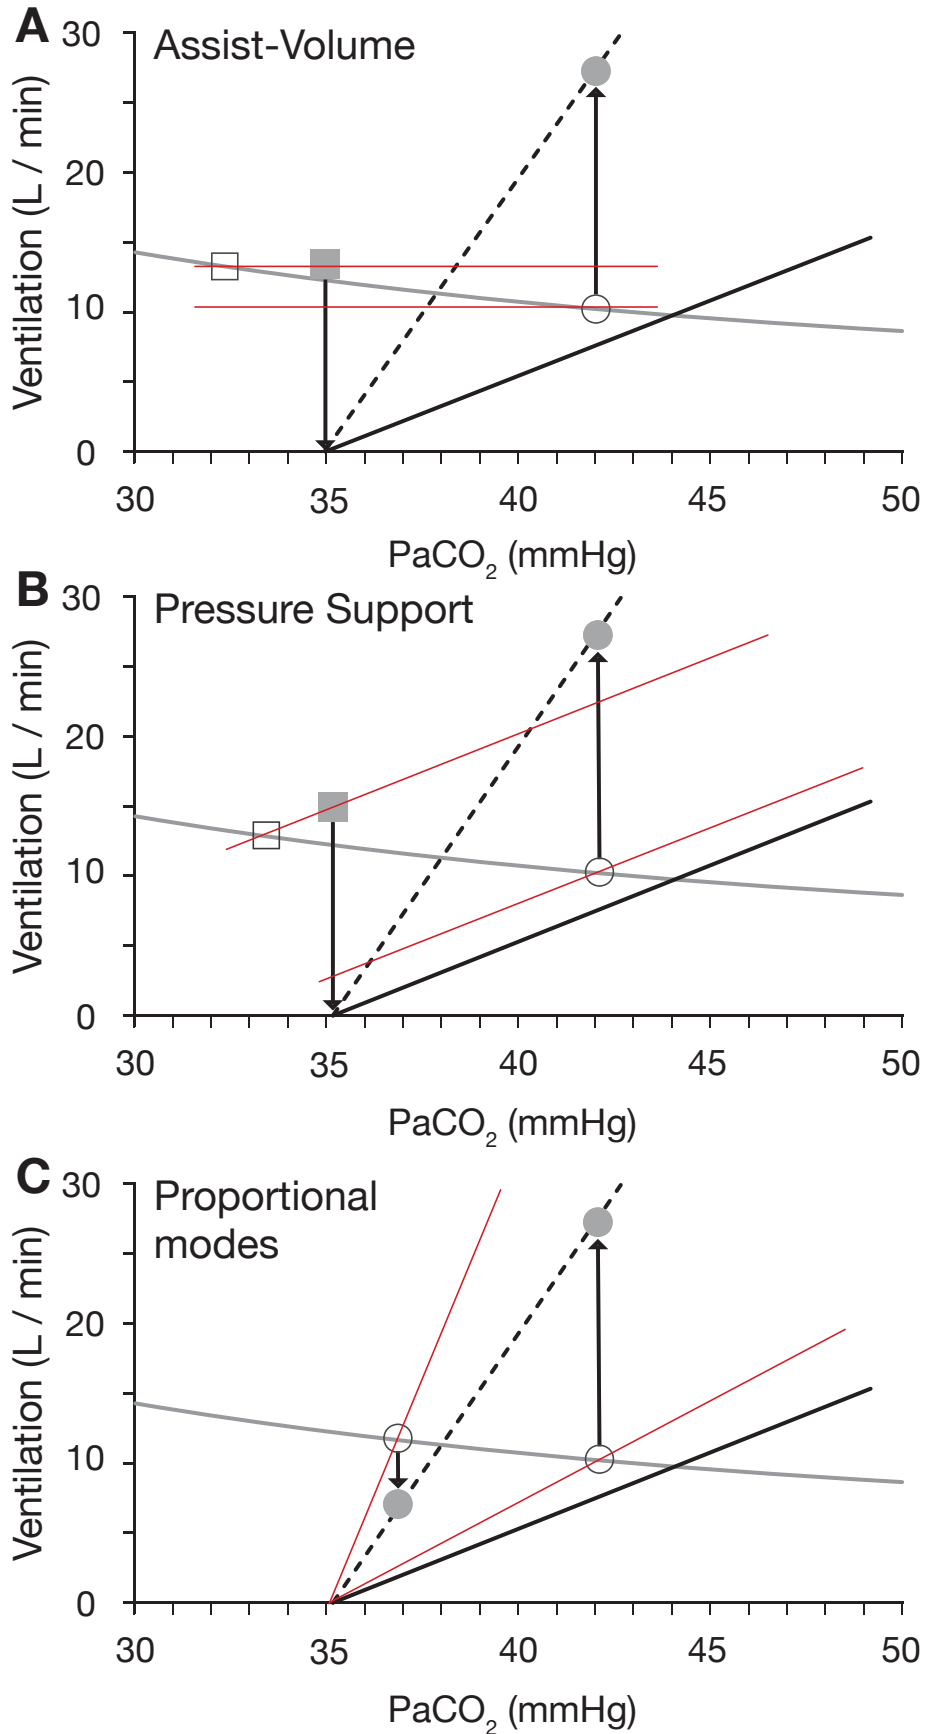 A
Assist-Volume
Ventilation (L / min)
30
20
10
0
30 35 40 45 50
PaCO2 (mmHg)
B
Pressure Support
Ventilation (L / min)
30
20
10
0
30 35 40 45 50
PaCO2 (mmHg)
C
Proportional
modes
Ventilation (L / min)
30
20
10
0
30 35 40 45 50
PaCO2 (mmHg)